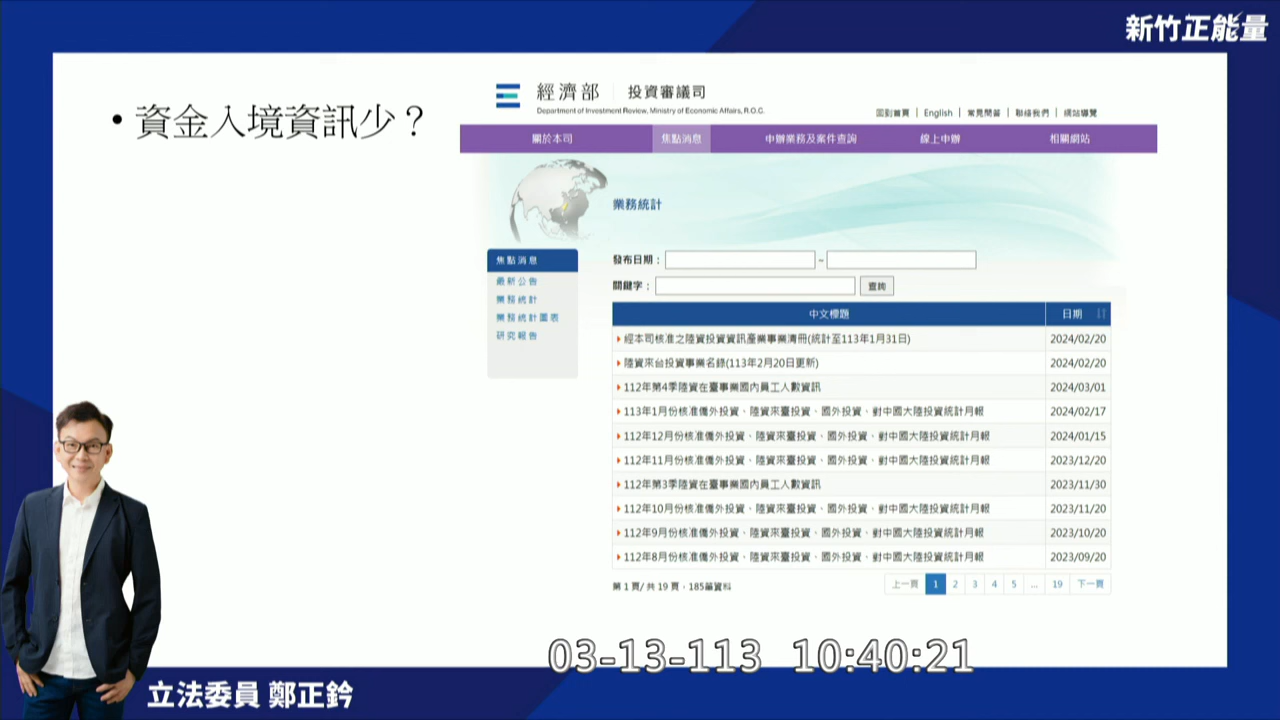 新竹正能量
• 資金入境資訊少？
經濟部 投資審議司
Department of Investment Review, Ministry of Economic Affairs, R.O.C.
回到首頁 | English | 常見問答 | 聯絡我們 | 網站導覽
關於本司 焦點消息 申辦業務及案件查詢 線上申辦 相關網站
業務統計
焦點消息
最新公告
業務統計
業務統計圖表
研究報告
發布日期： ~
關鍵字： 查詢
中文標題 日期
經本司核准之陸資投資資訊產業事業清冊(統計至113年1月31日) 2024/02/20
陸資來台投資事業名錄(113年2月20日更新) 2024/02/20
112年第4季陸資在臺事業國內員工人數資訊 2024/03/01
113年1月份核准僑外投資、陸資來臺投資、國外投資、對中國大陸投資統計月報 2024/02/17
112年12月份核准僑外投資、陸資來臺投資、國外投資、對中國大陸投資統計月報 2024/01/15
112年11月份核准僑外投資、陸資來臺投資、國外投資、對中國大陸投資統計月報 2023/12/20
112年第3季陸資在臺事業國內員工人數資訊 2023/11/30
112年10月份核准僑外投資、陸資來臺投資、國外投資、對中國大陸投資統計月報 2023/11/20
112年9月份核准僑外投資、陸資來臺投資、國外投資、對中國大陸投資統計月報 2023/10/20
112年8月份核准僑外投資、陸資來臺投資、國外投資、對中國大陸投資統計月報 2023/09/20
第 1 頁/ 共 19 頁，185筆資料
上一頁 1 2 3 4 5 ... 19 下一頁
03-13-113 10:40:21
立法委員 鄭正鈐